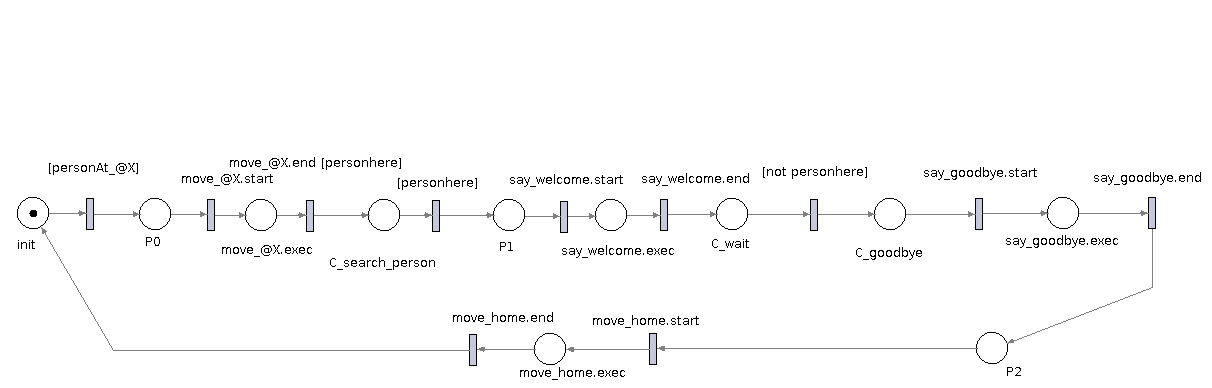 move_@X.end [personhere]
[personAt_@X]
move_@X.start
[personhere]
say_welcome.start
say_welcome.end
[not personhere]
say_goodbye.start
say_goodbye.end
init
P0
move_@X.exec
C_search_person
P1
say_welcome.exec
C_wait
C_goodbye
say_goodbye.exec
move_home.end
move_home.start
move_home.exec
P2